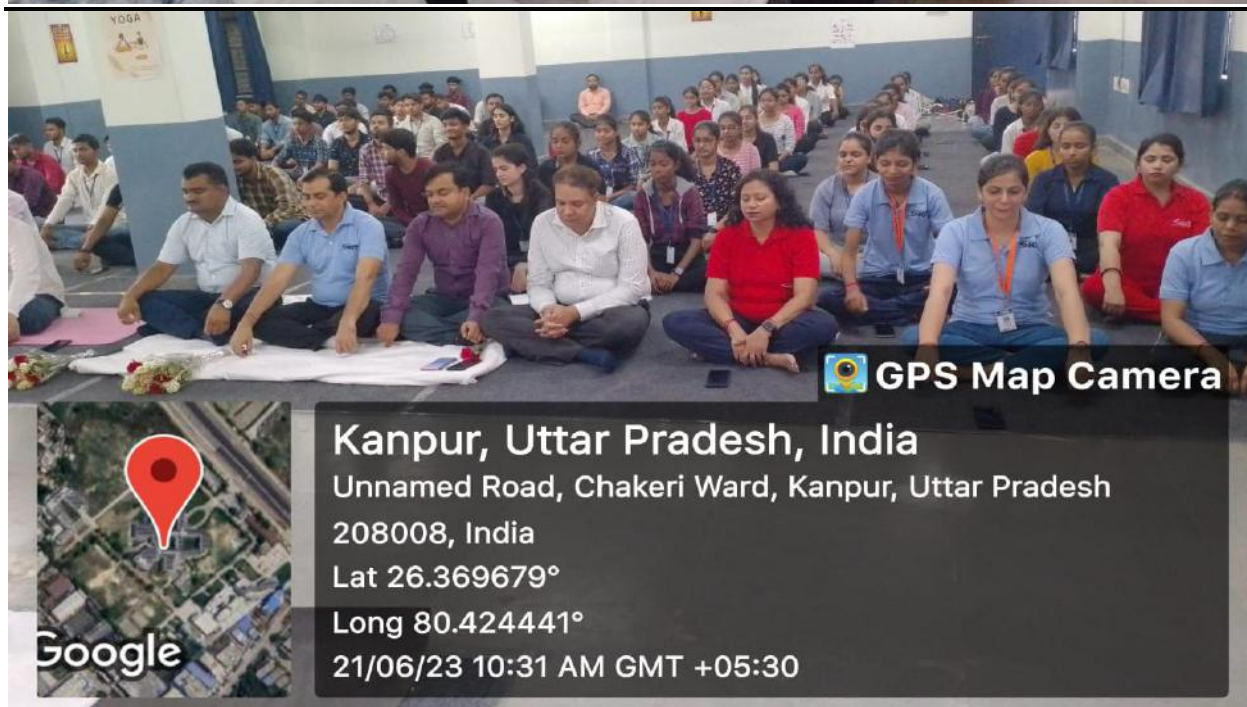 YOGA
GPS Map Camera
Kanpur, Uttar Pradesh, India
Unnamed Road, Chakeri Ward, Kanpur, Uttar Pradesh
208008, India
Lat 26.369679°
Long 80.424441°
21/06/23 10:31 AM GMT +05:30
Google